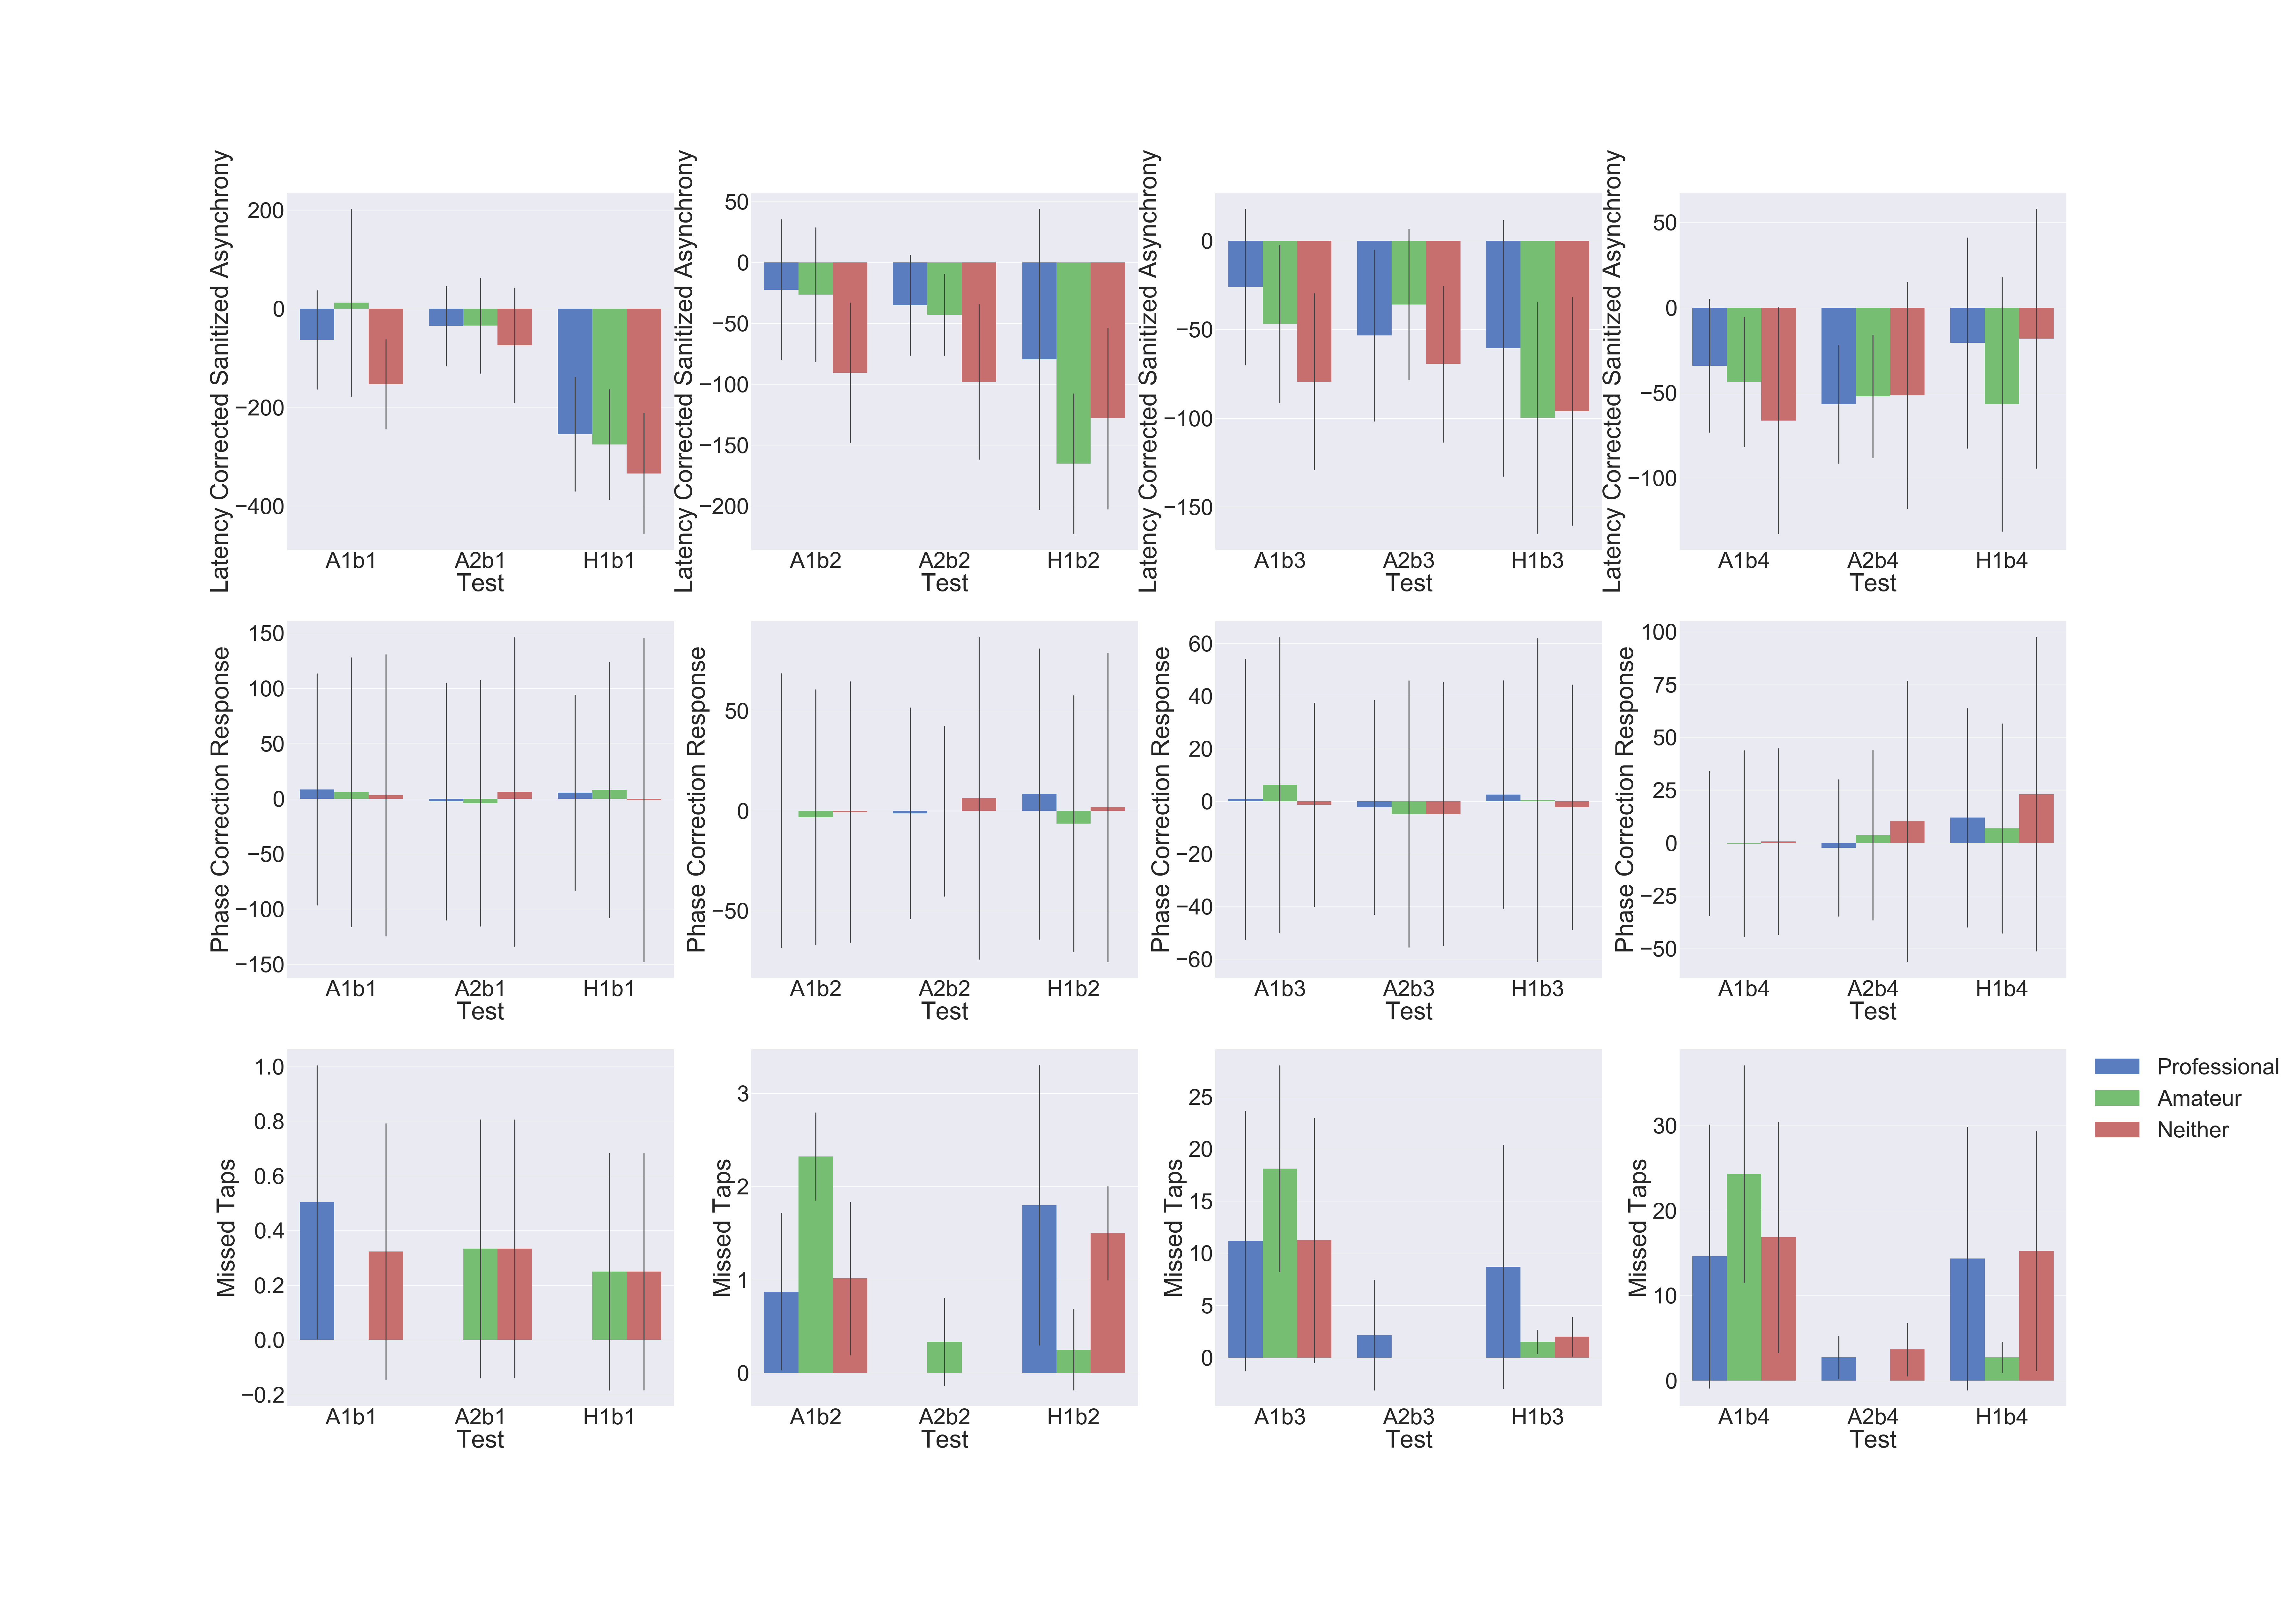 Latency Corrected Sanitized Asynchrony
200
0
−200
−400
A1b1 A2b1 H1b1
Test
Latency Corrected Sanitized Asynchrony
50
0
−50
−100
−150
−200
A1b2 A2b2 H1b2
Test
Latency Corrected Sanitized Asynchrony
0
−50
−100
−150
A1b3 A2b3 H1b3
Test
Latency Corrected Sanitized Asynchrony
50
0
−50
−100
A1b4 A2b4 H1b4
Test
Phase Correction Response
150
100
50
0
−50
−100
−150
A1b1 A2b1 H1b1
Test
Phase Correction Response
50
0
−50
A1b2 A2b2 H1b2
Test
Phase Correction Response
60
40
20
0
−20
−40
−60
A1b3 A2b3 H1b3
Test
Phase Correction Response
100
75
50
25
0
−25
−50
A1b4 A2b4 H1b4
Test
Missed Taps
1.0
0.8
0.6
0.4
0.2
0.0
−0.2
A1b1 A2b1 H1b1
Test
Missed Taps
3
2
1
0
A1b2 A2b2 H1b2
Test
Missed Taps
25
20
15
10
5
0
A1b3 A2b3 H1b3
Test
Missed Taps
30
20
10
0
A1b4 A2b4 H1b4
Test
Professional
Amateur
Neither